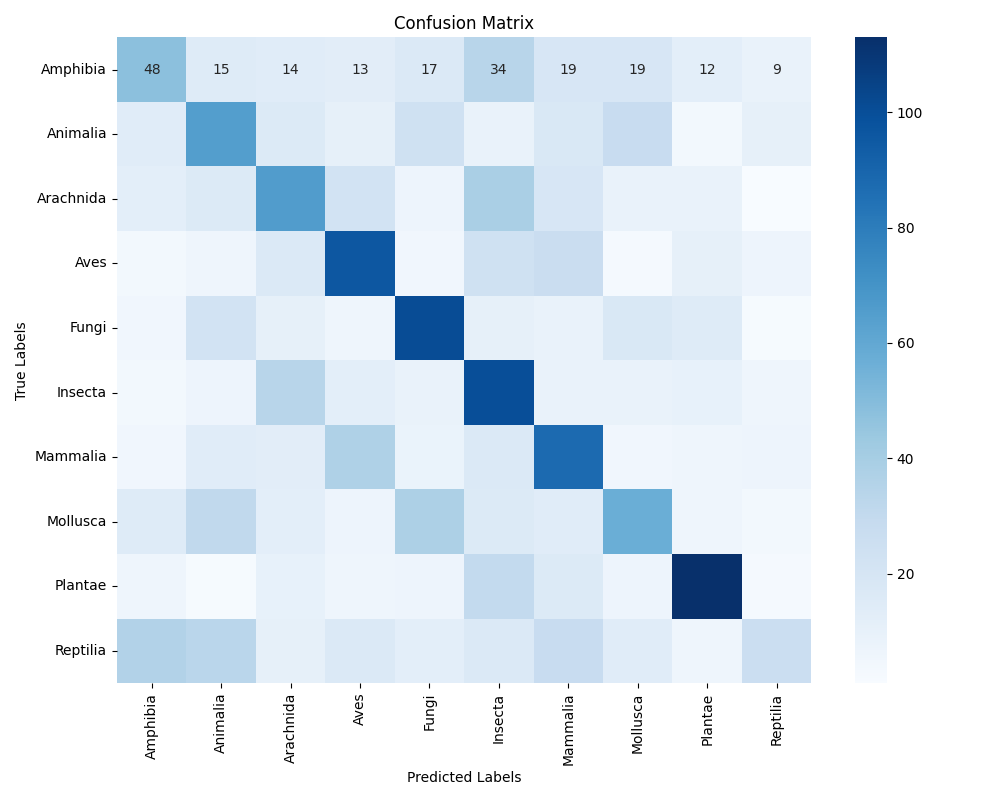 Confusion Matrix
True Labels
Amphibia 48 15 14 13 17 34 19 19 12 9
Animalia
Arachnida
Aves
Fungi
Insecta
Mammalia
Mollusca
Plantae
Reptilia
Amphibia Animalia Arachnida Aves Fungi Insecta Mammalia Mollusca Plantae Reptilia
Predicted Labels
100
80
60
40
20